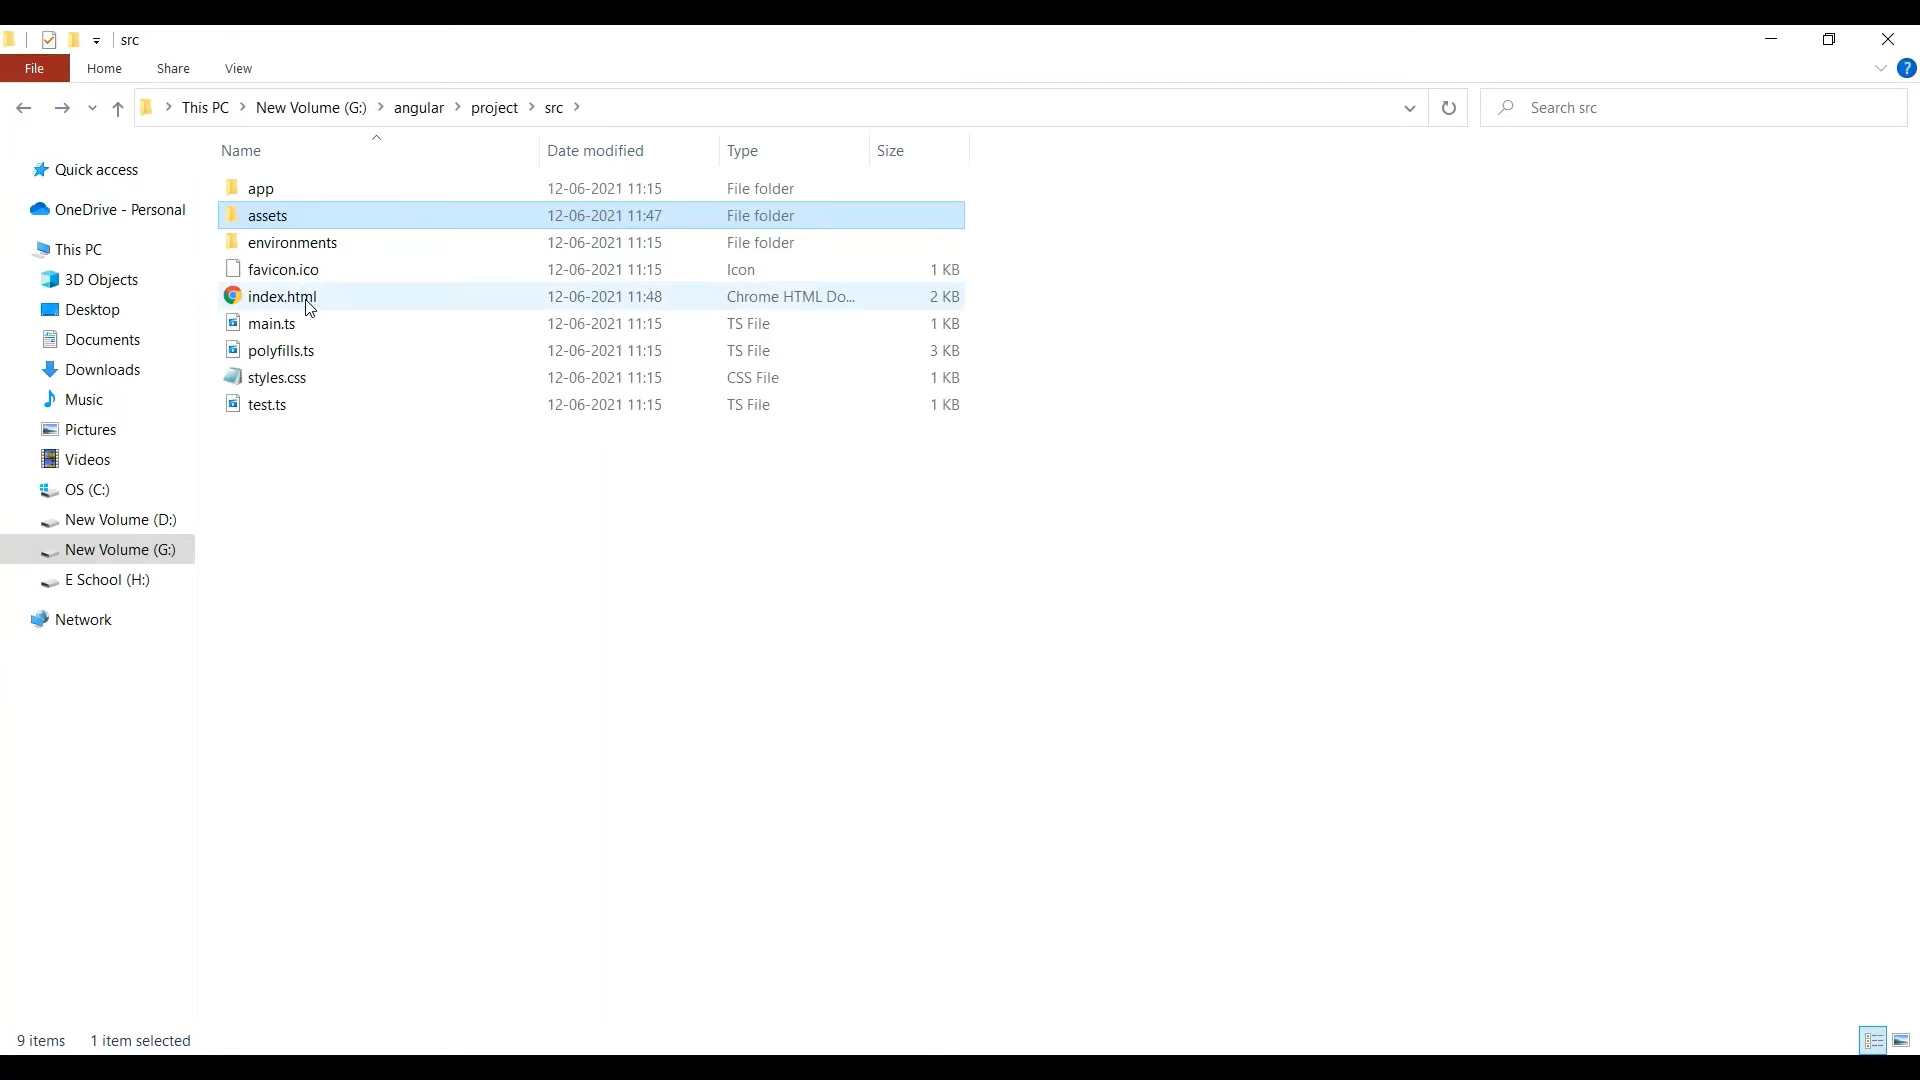 src
File Home Share View
This PC New Volume (G:) angular project src Search src
Name Date modified Type Size
Quick access
OneDrive - Personal
This PC
3D Objects
Desktop
Documents
Downloads
Music
Pictures
Videos
OS (C:)
New Volume (D:)
New Volume (G:)
E School (H:)
Network
app 12-06-2021 11:15 File folder
assets 12-06-2021 11:47 File folder
environments 12-06-2021 11:15 File folder
favicon.ico 12-06-2021 11:15 Icon 1 KB
index.html 12-06-2021 11:48 Chrome HTML Do... 2 KB
main.ts 12-06-2021 11:15 TS File 1 KB
polyfills.ts 12-06-2021 11:15 TS File 3 KB
styles.css 12-06-2021 11:15 CSS File 1 KB
test.ts 12-06-2021 11:15 TS File 1 KB
9 items 1 item selected